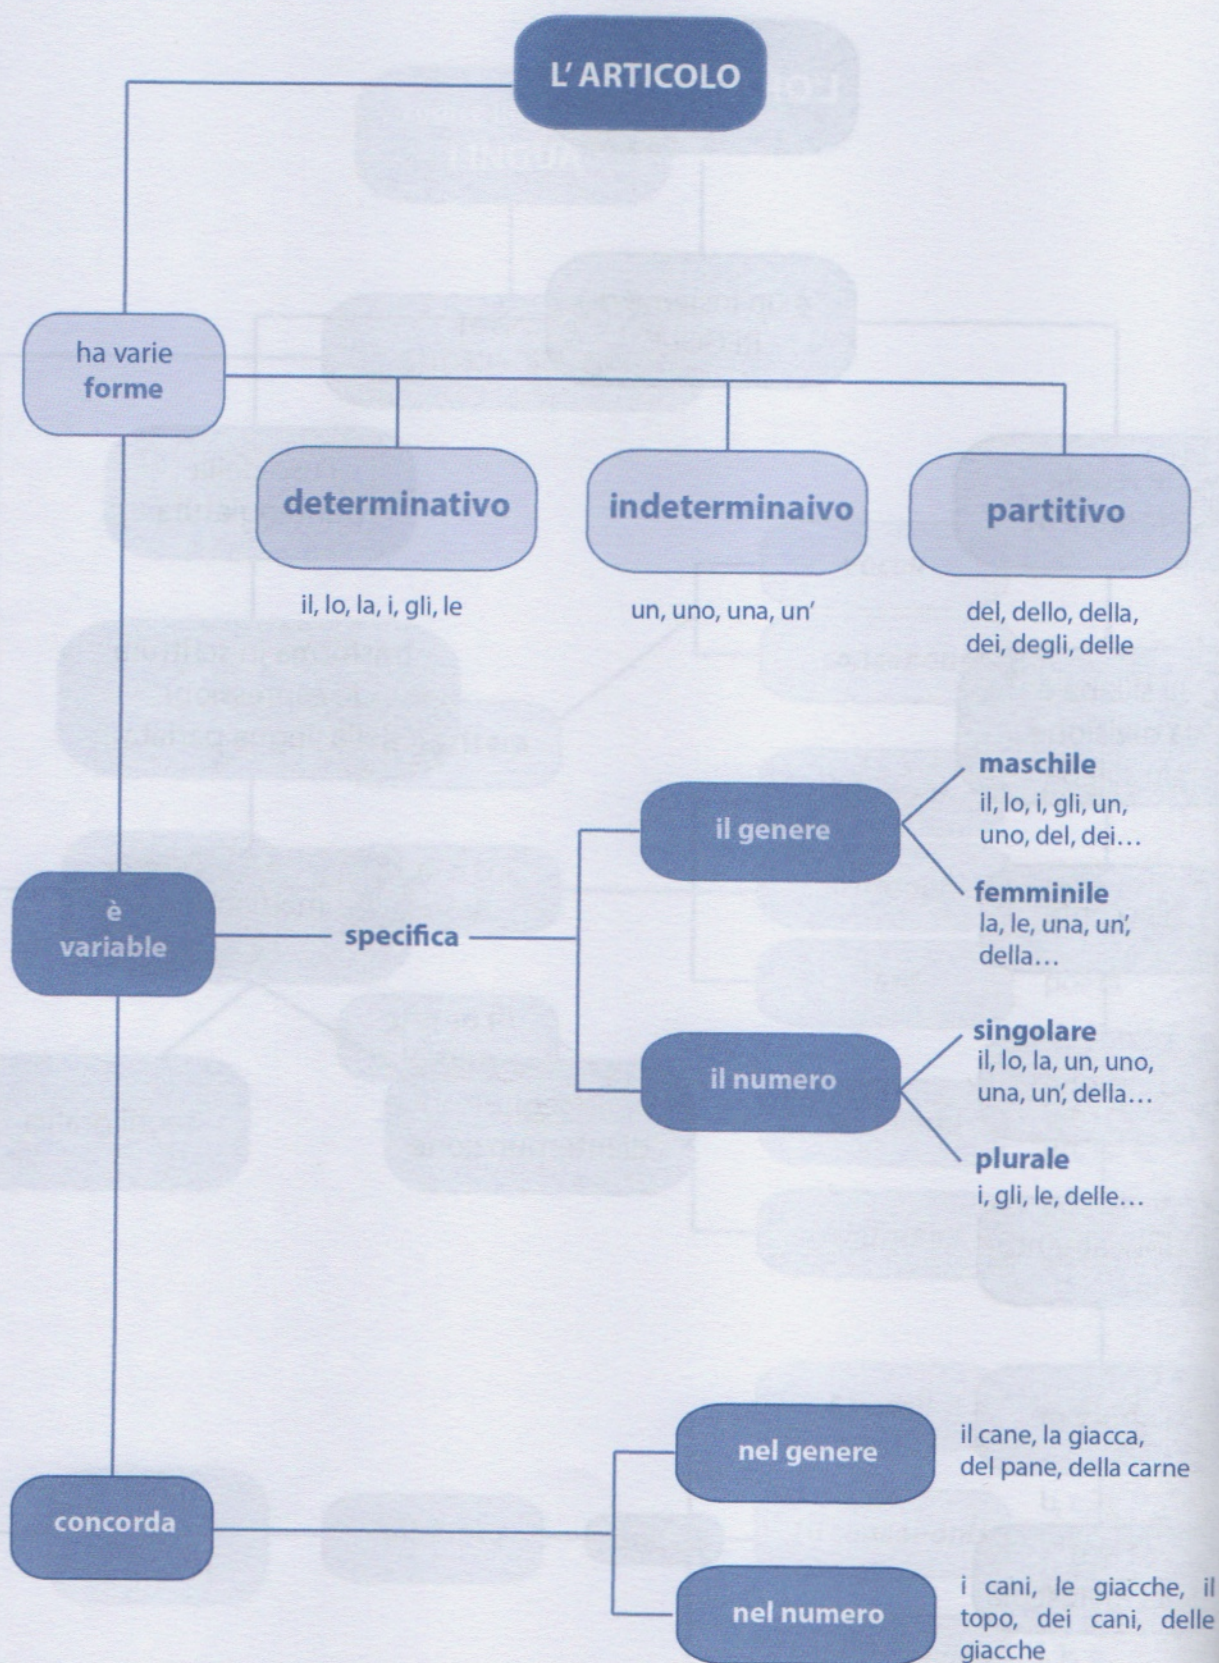 L' ARTICOLO
ha varie
forme
determinativo
indeterminaivo
partitivo
il, lo, la, i, gli, le
un, uno, una, un'
del, dello, della,
dei, degli, delle
è
variable
specifica
il genere
maschile
il, lo, i, gli, un,
uno, del, dei...
femminile
la, le, una, un',
della...
il numero
singolare
il, lo, la, un, uno,
una, un', della...
plurale
i, gli, le, delle...
concorda
nel genere
il cane, la giacca,
del pane, della carne
nel numero
i cani, le giacche, il
topo, dei cani, delle
giacche